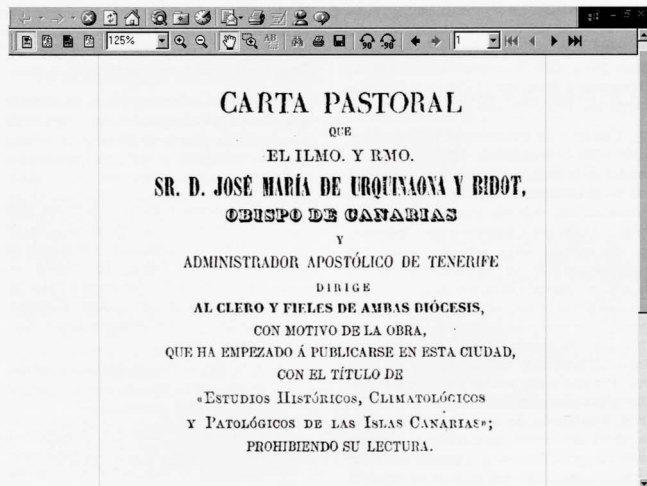 125%
1
CARTA PASTORAL
QUE
EL ILMO. Y RMO.
SR. D. JOSÉ MARÍA DE URQUINAONA Y BIDOT,
OBISPO DE CANARIAS
Y
ADMINISTRADOR APOSTÓLICO DE TENERIFE
DIRIGE
AL CLERO Y FIELES DE AMBAS DIÓCESIS,
CON MOTIVO DE LA OBRA,
QUE HA EMPEZADO Á PUBLICARSE EN ESTA CIUDAD,
CON EL TÍTULO DE
«ESTUDIOS HISTÓRICOS, CLIMATOLÓGICOS
Y PATOLÓGICOS DE LAS ISLAS CANARIAS»;
PROHIBIENDO SU LECTURA.